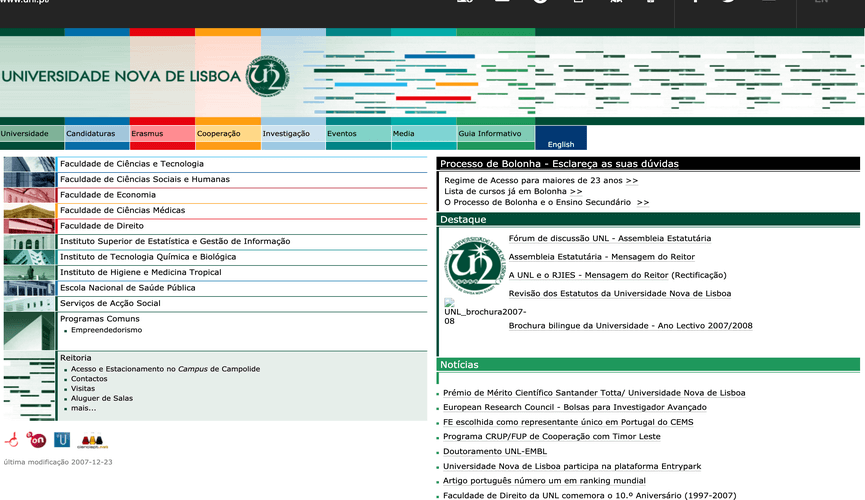 www.unl.pt
EN
UNIVERSIDADE NOVA DE LISBOA
Universidade
Candidaturas
Erasmus
Cooperação
Investigação
Eventos
Media
Guia Informativo
English
Faculdade de Ciências e Tecnologia
Faculdade de Ciências Sociais e Humanas
Faculdade de Economia
Faculdade de Ciências Médicas
Faculdade de Direito
Instituto Superior de Estatística e Gestão de Informação
Instituto de Tecnologia Química e Biológica
Instituto de Higiene e Medicina Tropical
Escola Nacional de Saúde Pública
Serviços de Acção Social
Programas Comuns
Empreendedorismo
Reitoria
Acesso e Estacionamento no Campus de Campolide
Contactos
Visitas
Aluguer de Salas
mais...
última modificação 2007-12-23
Processo de Bolonha - Esclareça as suas dúvidas
Regime de Acesso para maiores de 23 anos >>
Lista de cursos já em Bolonha >>
O Processo de Bolonha e o Ensino Secundário >>
Destaque
Fórum de discussão UNL - Assembleia Estatutária
Assembleia Estatutária - Mensagem do Reitor
A UNL e o RJIES - Mensagem do Reitor (Rectificação)
Revisão dos Estatutos da Universidade Nova de Lisboa
UNL_brochura2007-
08
Brochura bilingue da Universidade - Ano Lectivo 2007/2008
Notícias
Prémio de Mérito Científico Santander Totta/ Universidade Nova de Lisboa
European Research Council - Bolsas para Investigador Avançado
FE escolhida como representante único em Portugal do CEMS
Programa CRUP/FUP de Cooperação com Timor Leste
Doutoramento UNL-EMBL
Universidade Nova de Lisboa participa na plataforma Entrypark
Artigo português número um em ranking mundial
Faculdade de Direito da UNL comemora o 10.º Aniversário (1997-2007)